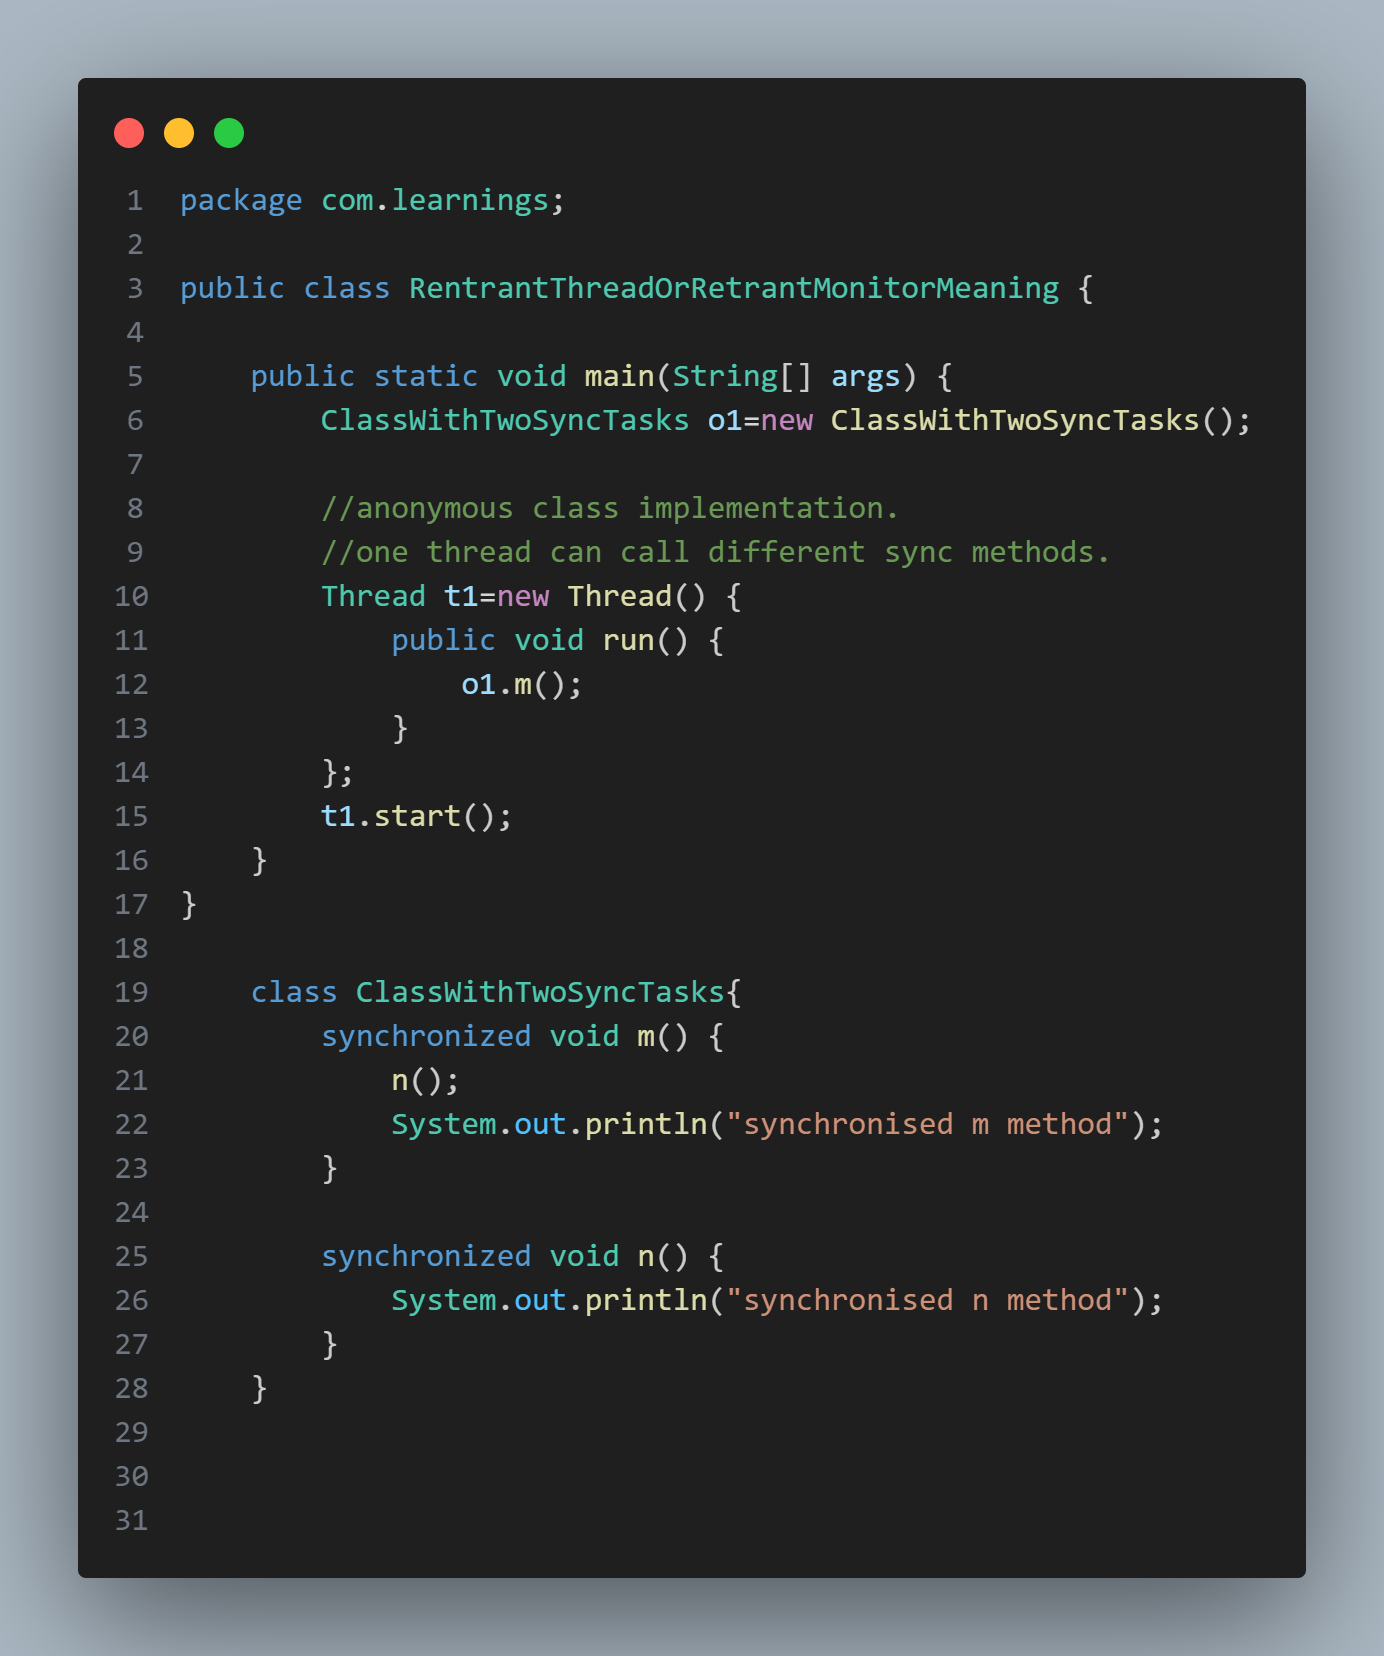 1 package com.learnings;
2
3 public class RentrantThreadOrRetrantMonitorMeaning {
4
5     public static void main(String[] args) {
6         ClassWithTwoSyncTasks o1=new ClassWithTwoSyncTasks();
7
8         //anonymous class implementation.
9         //one thread can call different sync methods.
10         Thread t1=new Thread() {
11             public void run() {
12                 o1.m();
13             }
14         };
15         t1.start();
16     }
17 }
18
19     class ClassWithTwoSyncTasks{
20         synchronized void m() {
21             n();
22             System.out.println("synchronised m method");
23         }
24
25         synchronized void n() {
26             System.out.println("synchronised n method");
27         }
28     }
29
30
31